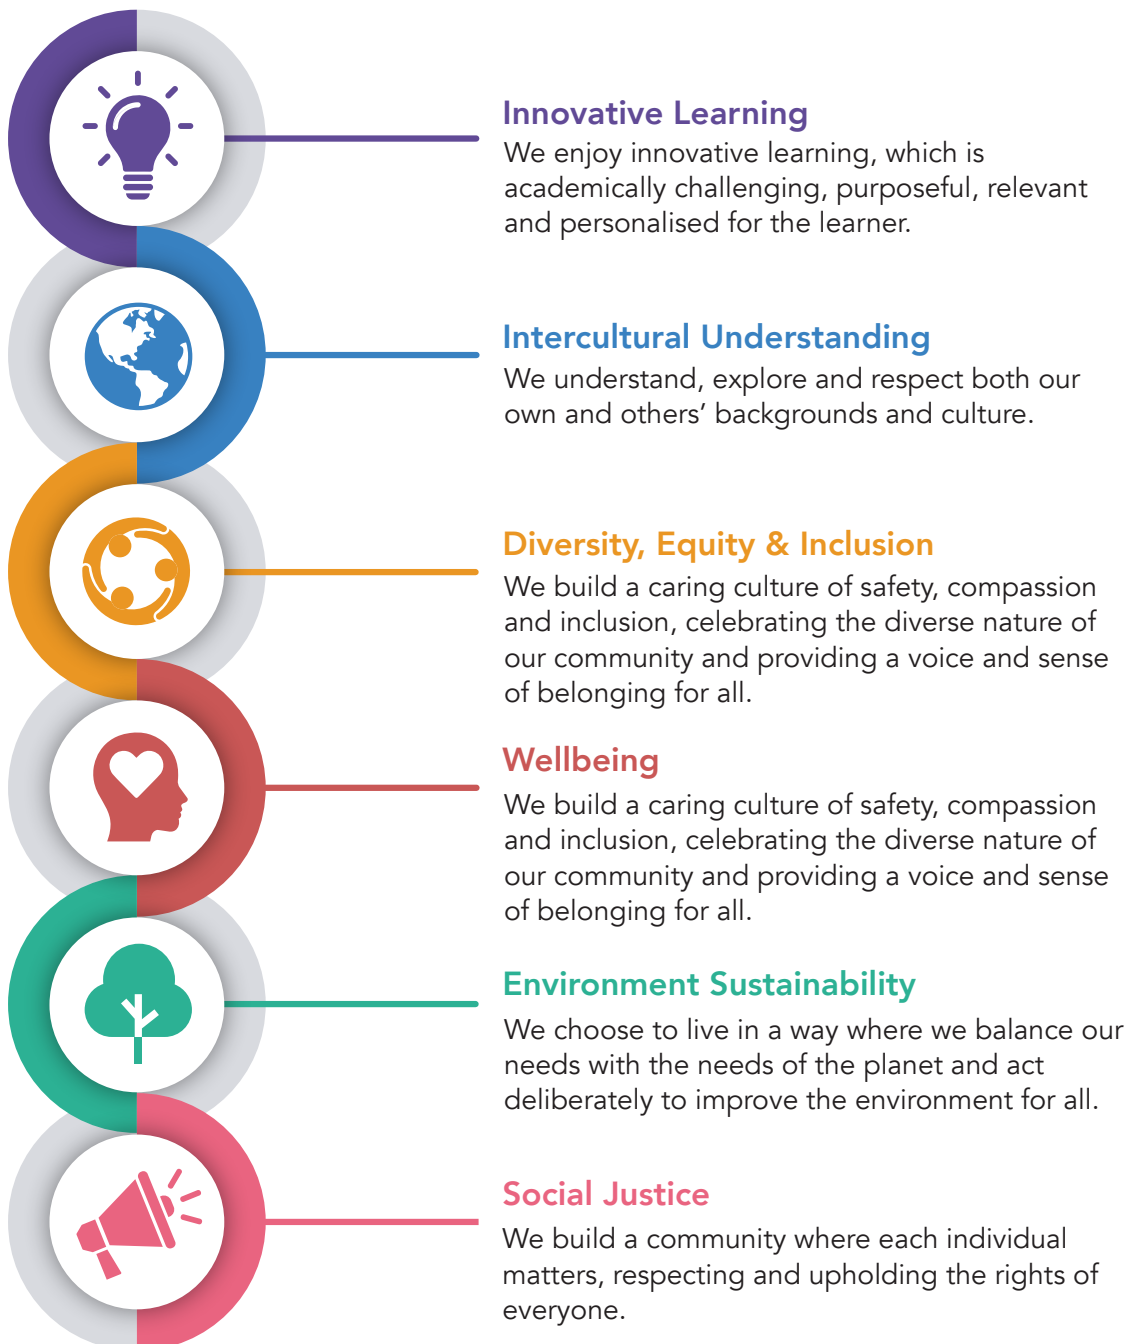 Innovative Learning
We enjoy innovative learning, which is
academically challenging, purposeful, relevant
and personalised for the learner.
Intercultural Understanding
We understand, explore and respect both our
own and others’ backgrounds and culture.
Diversity, Equity & Inclusion
We build a caring culture of safety, compassion
and inclusion, celebrating the diverse nature of
our community and providing a voice and sense
of belonging for all.
Wellbeing
We build a caring culture of safety, compassion
and inclusion, celebrating the diverse nature of
our community and providing a voice and sense
of belonging for all.
Environment Sustainability
We choose to live in a way where we balance our
needs with the needs of the planet and act
deliberately to improve the environment for all.
Social Justice
We build a community where each individual
matters, respecting and upholding the rights of
everyone.